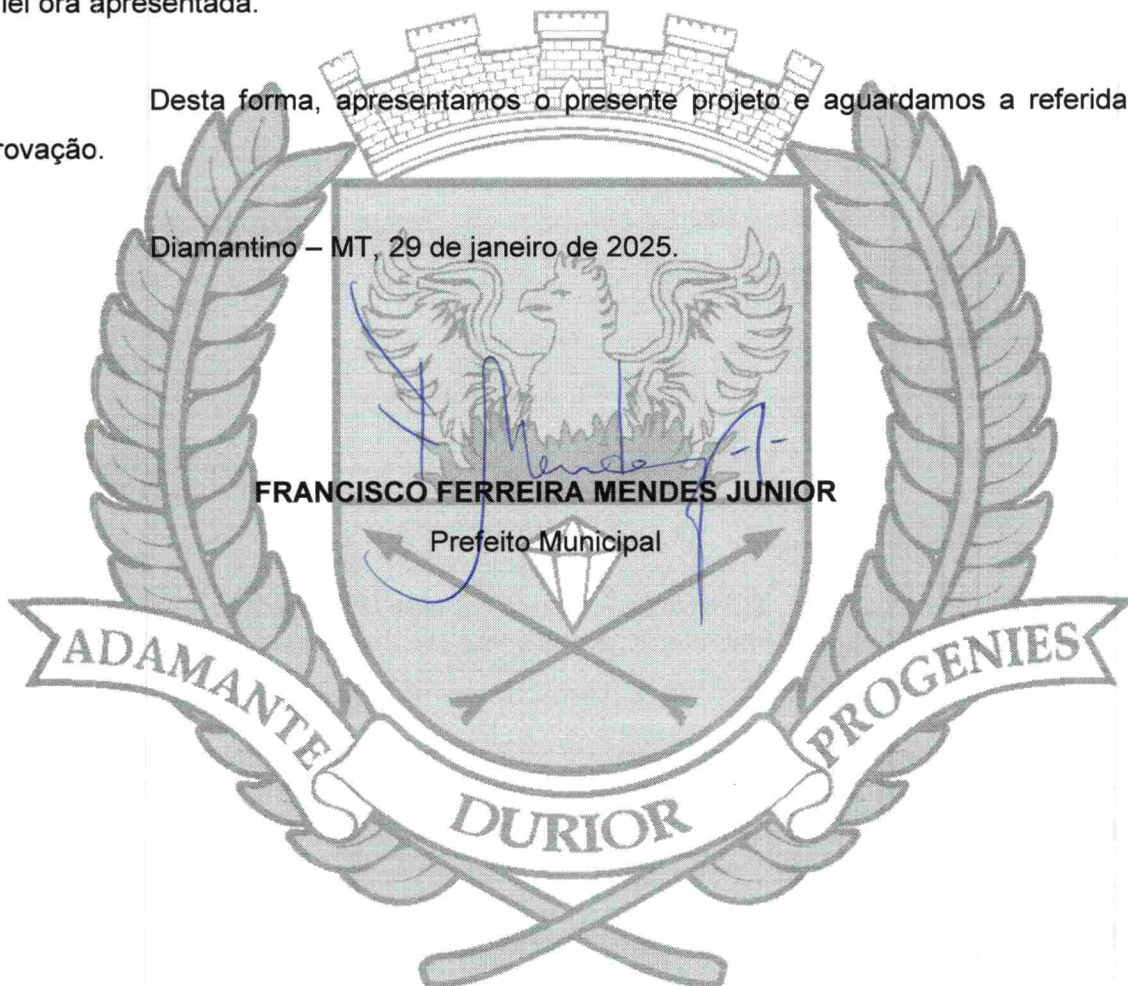 lei ora apresentada.
Desta forma, apresentamos o presente projeto e aguardamos a referida
rovação.
Diamantino – MT, 29 de janeiro de 2025.
FRANCISCO FERREIRA MENDES JUNIOR
Prefeito Municipal
ADAMANTE
DURIOR
PROGENIES